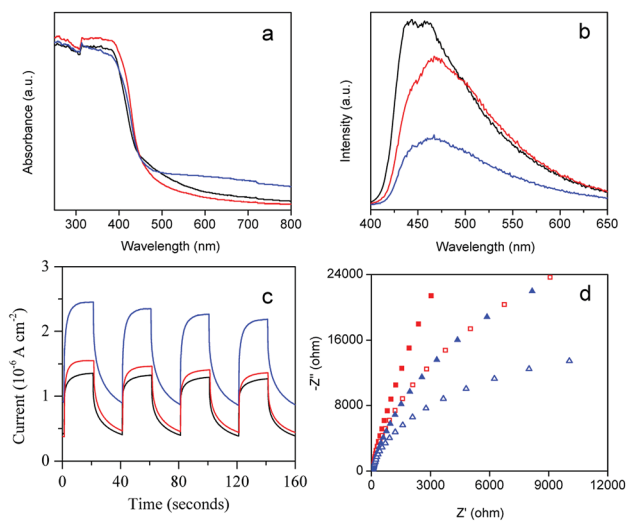 a
Absorbance (a.u.)
300 400 500 600 700 800
Wavelength (nm)
b
Intensity (a.u.)
400 450 500 550 600 650
Wavelength (nm)
c
Current (10⁻⁶ A cm⁻²)
3
2
1
0
0 40 80 120 160
Time (seconds)
d
-Z'' (ohm)
24000
16000
8000
0
0 3000 6000 9000 12000
Z' (ohm)